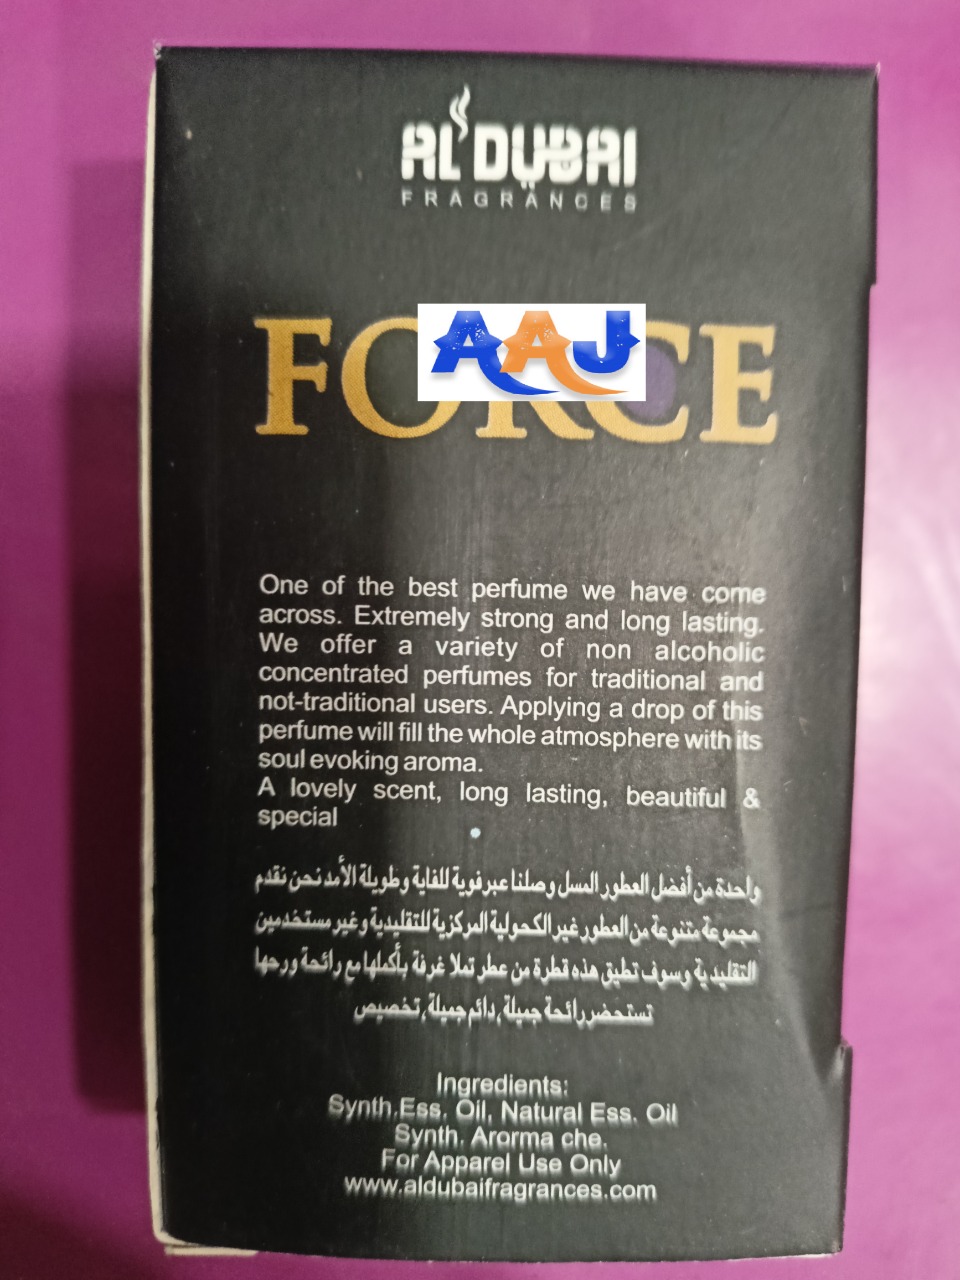 AL DUBAI
FRAGRANCES
FORCE
AAJ
One of the best perfume we have come
across. Extremely strong and long lasting.
We offer a variety of non alcoholic
concentrated perfumes for traditional and
not-traditional users. Applying a drop of this
perfume will fill the whole atmosphere with its
soul evoking aroma.
A lovely scent, long lasting, beautiful &
special
واحدة من أفضل العطور المسل وصلنا عبر فوية للفاية وطويلة الأمد نحن نقدم
مجموعة متنوعة من العطور غير الكحولية المركزية للتقليدية وغير مستخدمين
التقليدية وسوف تطيق هذه قطرة من عطر تملا غرفة بأكملها مع رائحة ورحها
تستحضر رائحة جميلة, دائم جميلة, تخصيص
Ingredients:
Synth.Ess. Oil, Natural Ess. Oil
Synth. Arorma che.
For Apparel Use Only
www.aldubaifragrances.com